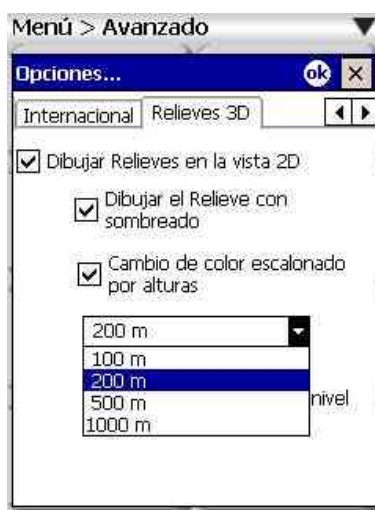 Menú > Avanzado
Opciones... ok
Internacional Relieves 3D
Dibujar Relieves en la vista 2D
Dibujar el Relieve con
sombreado
Cambio de color escalonado
por alturas
200 m
100 m
200 m
500 m
nivel
1000 m